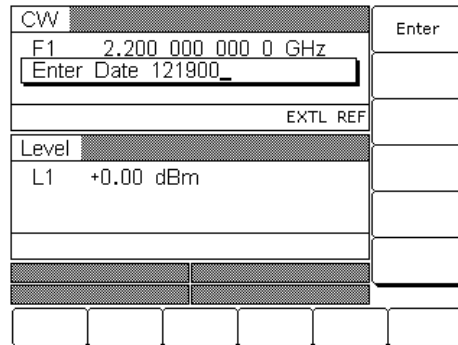 CW
Enter
F1 2.200 000 000 0 GHz
Enter Date 121900_
EXTL REF
Level
L1 +0.00 dBm